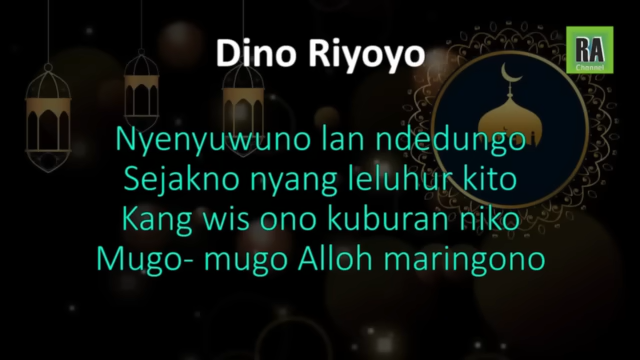 Dino Riyoyo
RA
Channel
Nyenyuwuno lan ndedungo
Sejakno nyang leluhur kito
Kang wis ono kuburan niko
Mugo- mugo Alloh maringono